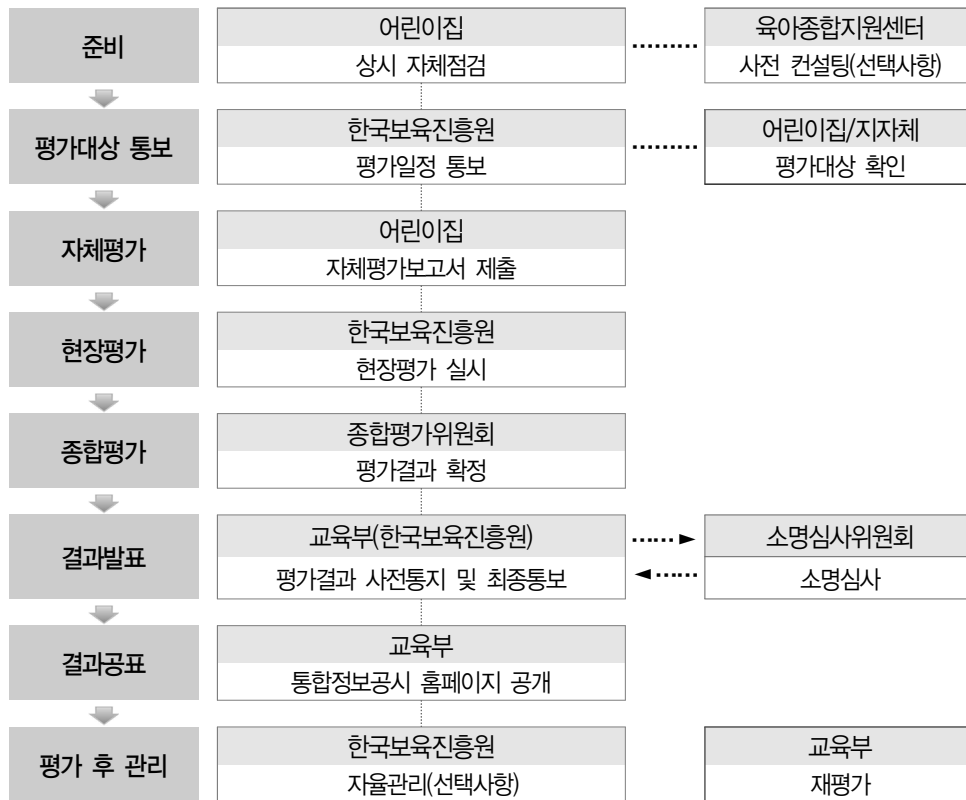 준비
어린이집
상시 자체점검
육아종합지원센터
사전 컨설팅(선택사항)
평가대상 통보
한국보육진흥원
평가일정 통보
어린이집/지자체
평가대상 확인
자체평가
어린이집
자체평가보고서 제출
현장평가
한국보육진흥원
현장평가 실시
종합평가
종합평가위원회
평가결과 확정
결과발표
교육부(한국보육진흥원)
평가결과 사전통지 및 최종통보
소명심사위원회
소명심사
결과공표
교육부
통합정보공시 홈페이지 공개
평가 후 관리
한국보육진흥원
자율관리(선택사항)
교육부
재평가